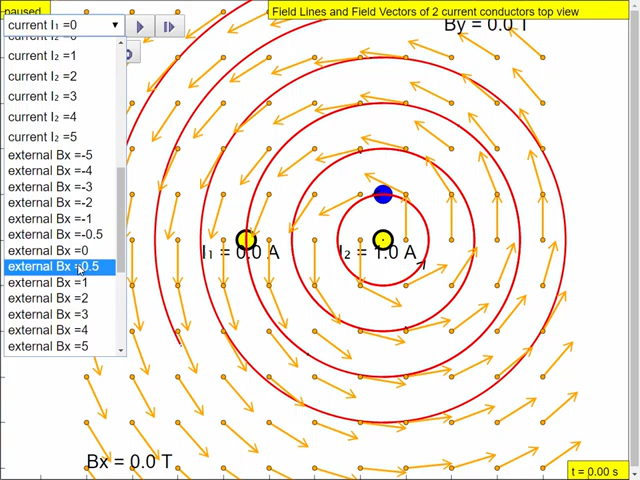 paused
Field Lines and Field Vectors of 2 current conductors top view
current I₁ =0
By = 0.0 T
current I₂ =1
current I₂ =2
current I₂ =3
current I₂ =4
current I₂ =5
external Bx =-5
external Bx =-4
external Bx =-3
external Bx =-2
external Bx =-1
external Bx =-0.5
external Bx =0
external Bx =0.5
external Bx =1
external Bx =2
external Bx =3
external Bx =4
external Bx =5
I₁ = 0.0 A
I₂ = 1.0 A
Bx = 0.0 T
t = 0.00 s